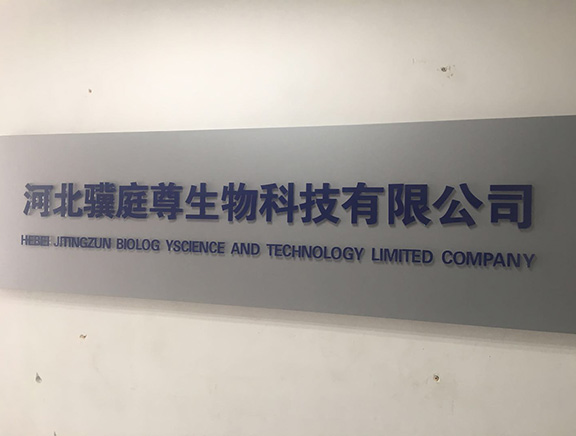 河北骥庭尊生物科技有限公司
HEBEI JITINGZUN BIOLOG YSCIENCE AND TECHNOLOGY LIMITED COMPANY